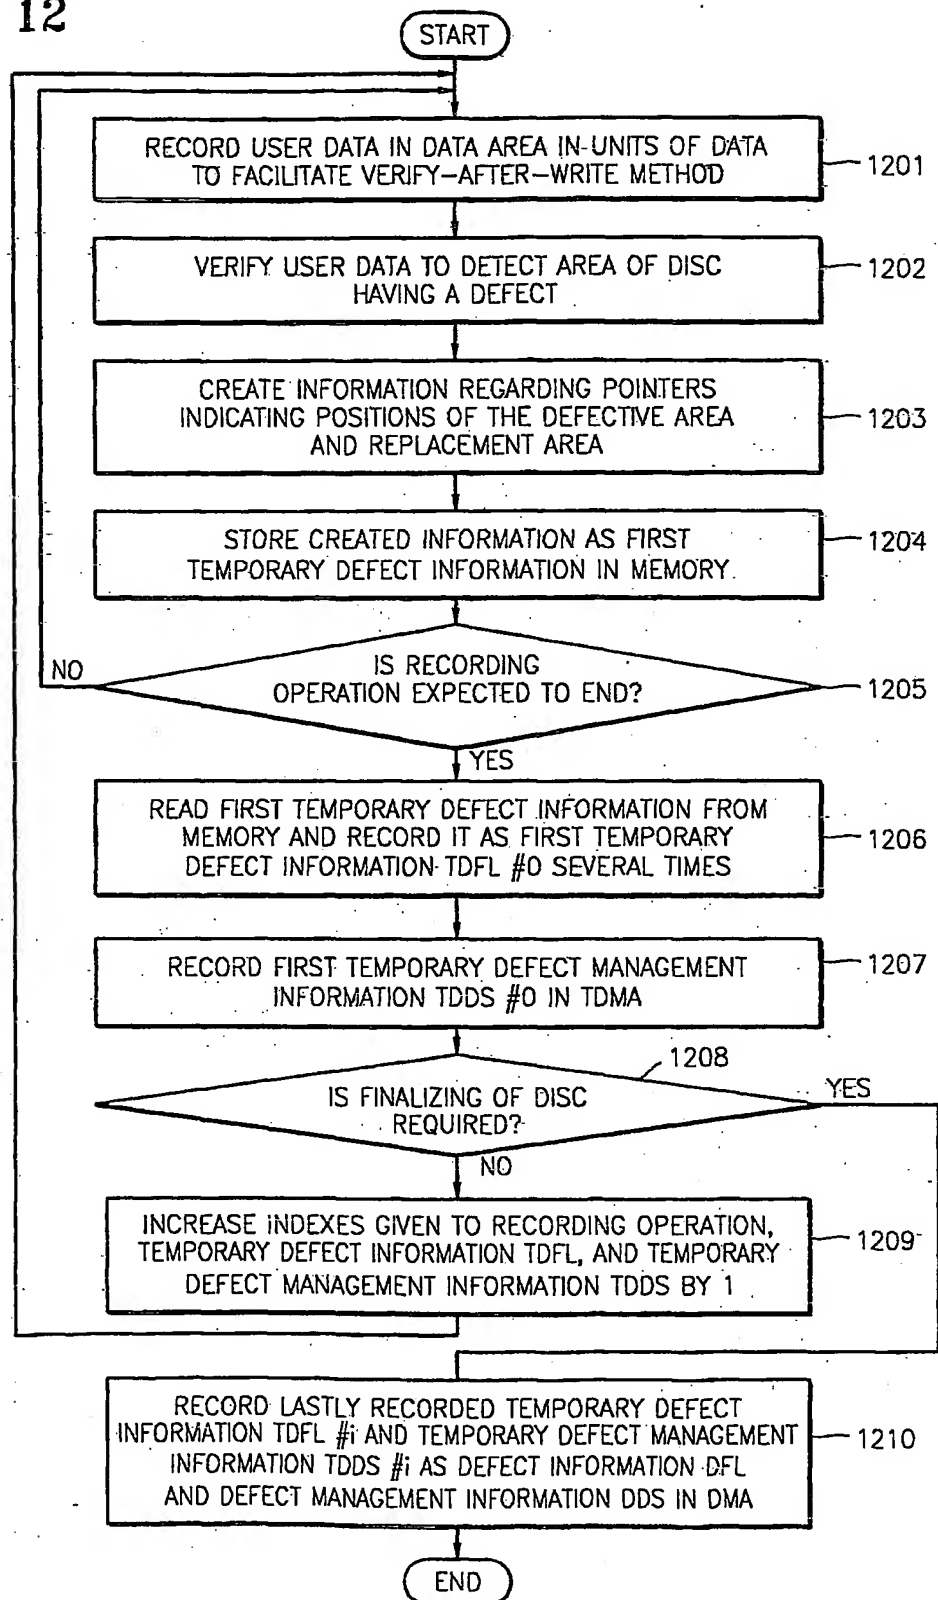 12
START
RECORD USER DATA IN DATA AREA IN UNITS OF DATA
TO FACILITATE VERIFY-AFTER-WRITE METHOD
1201
VERIFY USER DATA TO DETECT AREA OF DISC
HAVING A DEFECT
1202
CREATE INFORMATION REGARDING POINTERS
INDICATING POSITIONS OF THE DEFECTIVE AREA
AND REPLACEMENT AREA
1203
STORE CREATED INFORMATION AS FIRST
TEMPORARY DEFECT INFORMATION IN MEMORY
1204
NO
IS RECORDING
OPERATION EXPECTED TO END?
1205
YES
READ FIRST TEMPORARY DEFECT INFORMATION FROM
MEMORY AND RECORD IT AS FIRST TEMPORARY
DEFECT INFORMATION TDFL #0 SEVERAL TIMES
1206
RECORD FIRST TEMPORARY DEFECT MANAGEMENT
INFORMATION TDDS #0 IN TDMA
1207
1208
IS FINALIZING OF DISC
REQUIRED?
YES
NO
INCREASE INDEXES GIVEN TO RECORDING OPERATION,
TEMPORARY DEFECT INFORMATION TDFL, AND TEMPORARY
DEFECT MANAGEMENT INFORMATION TDDS BY 1
1209
RECORD LASTLY RECORDED TEMPORARY DEFECT
INFORMATION TDFL #i AND TEMPORARY DEFECT MANAGEMENT
INFORMATION TDDS #i AS DEFECT INFORMATION DFL
AND DEFECT MANAGEMENT INFORMATION DDS IN DMA
1210
END